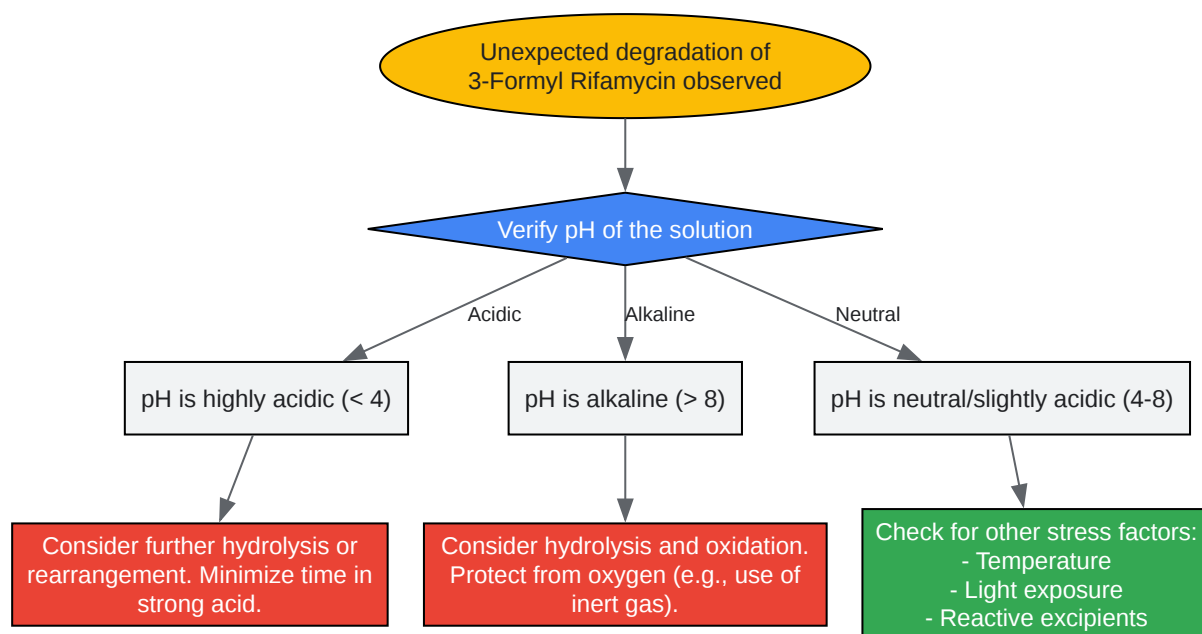 Unexpected degradation of
3-Formyl Rifamycin observed
Verify pH of the solution
Acidic
Alkaline
Neutral
pH is highly acidic (< 4)
pH is alkaline (> 8)
pH is neutral/slightly acidic (4-8)
Consider further hydrolysis or
rearrangement. Minimize time in
strong acid.
Consider hydrolysis and oxidation.
Protect from oxygen (e.g., use of
inert gas).
Check for other stress factors:
- Temperature
- Light exposure
- Reactive excipients